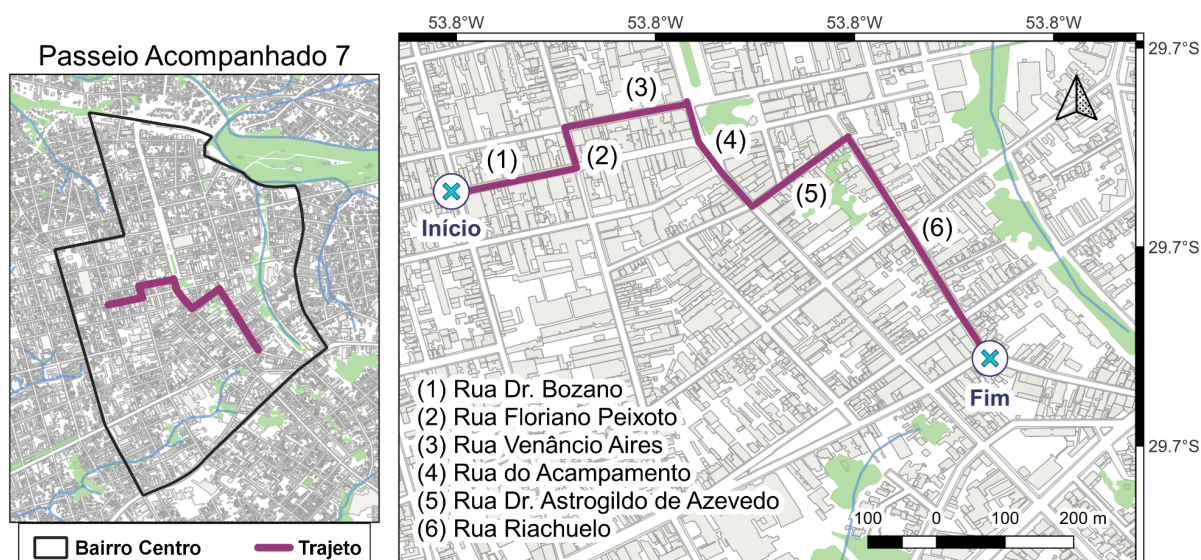 Passeio Acompanhado 7
Bairro Centro
Trajeto
53.8°W 53.8°W 53.8°W 53.8°W
29.7°S
29.7°S
29.7°S
(1)
(2)
(3)
(4)
(5)
(6)
Início
Fim
(1) Rua Dr. Bozano
(2) Rua Floriano Peixoto
(3) Rua Venâncio Aires
(4) Rua do Acampamento
(5) Rua Dr. Astrogildo de Azevedo
(6) Rua Riachuelo
100 0 100 200 m